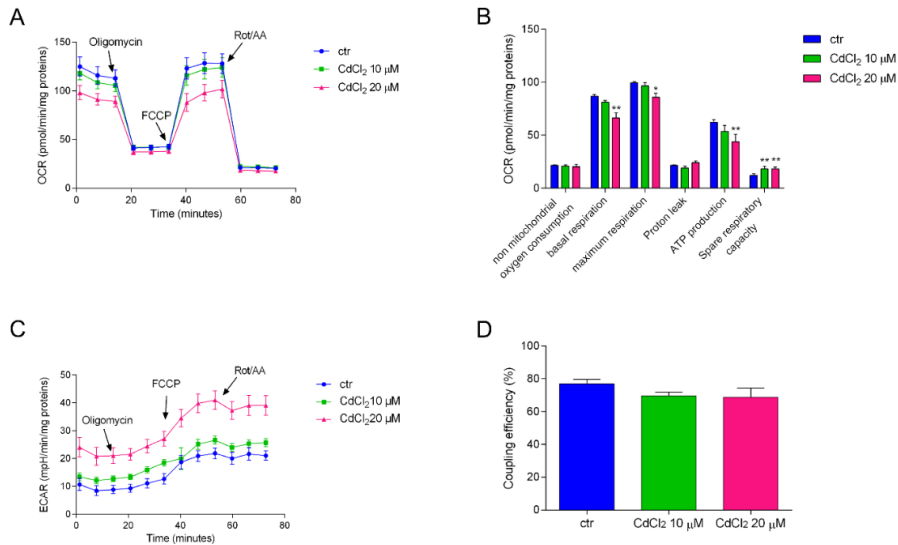 A
OCR (pmol/min/mg proteins)
150
100
50
0
0
20
40
60
80
Time (minutes)
Oligomycin
FCCP
Rot/AA
ctr
CdCl2 10 µM
CdCl2 20 µM
B
OCR (pmol/min/mg proteins)
150
100
50
0
**
*
**
** **
non mitochondrial
oxygen consumption
basal respiration
maximum respiration
Proton leak
ATP production
Spare respiratory
capacity
ctr
CdCl2 10 µM
CdCl2 20 µM
C
ECAR (mpH/min/mg proteins)
50
40
30
20
10
0
0
20
40
60
80
Time (minutes)
Oligomycin
FCCP
Rot/AA
ctr
CdCl2 10 µM
CdCl220 µM
D
Coupling efficiency (%)
100
80
60
40
20
0
ctr
CdCl2 10 µM
CdCl2 20 µM